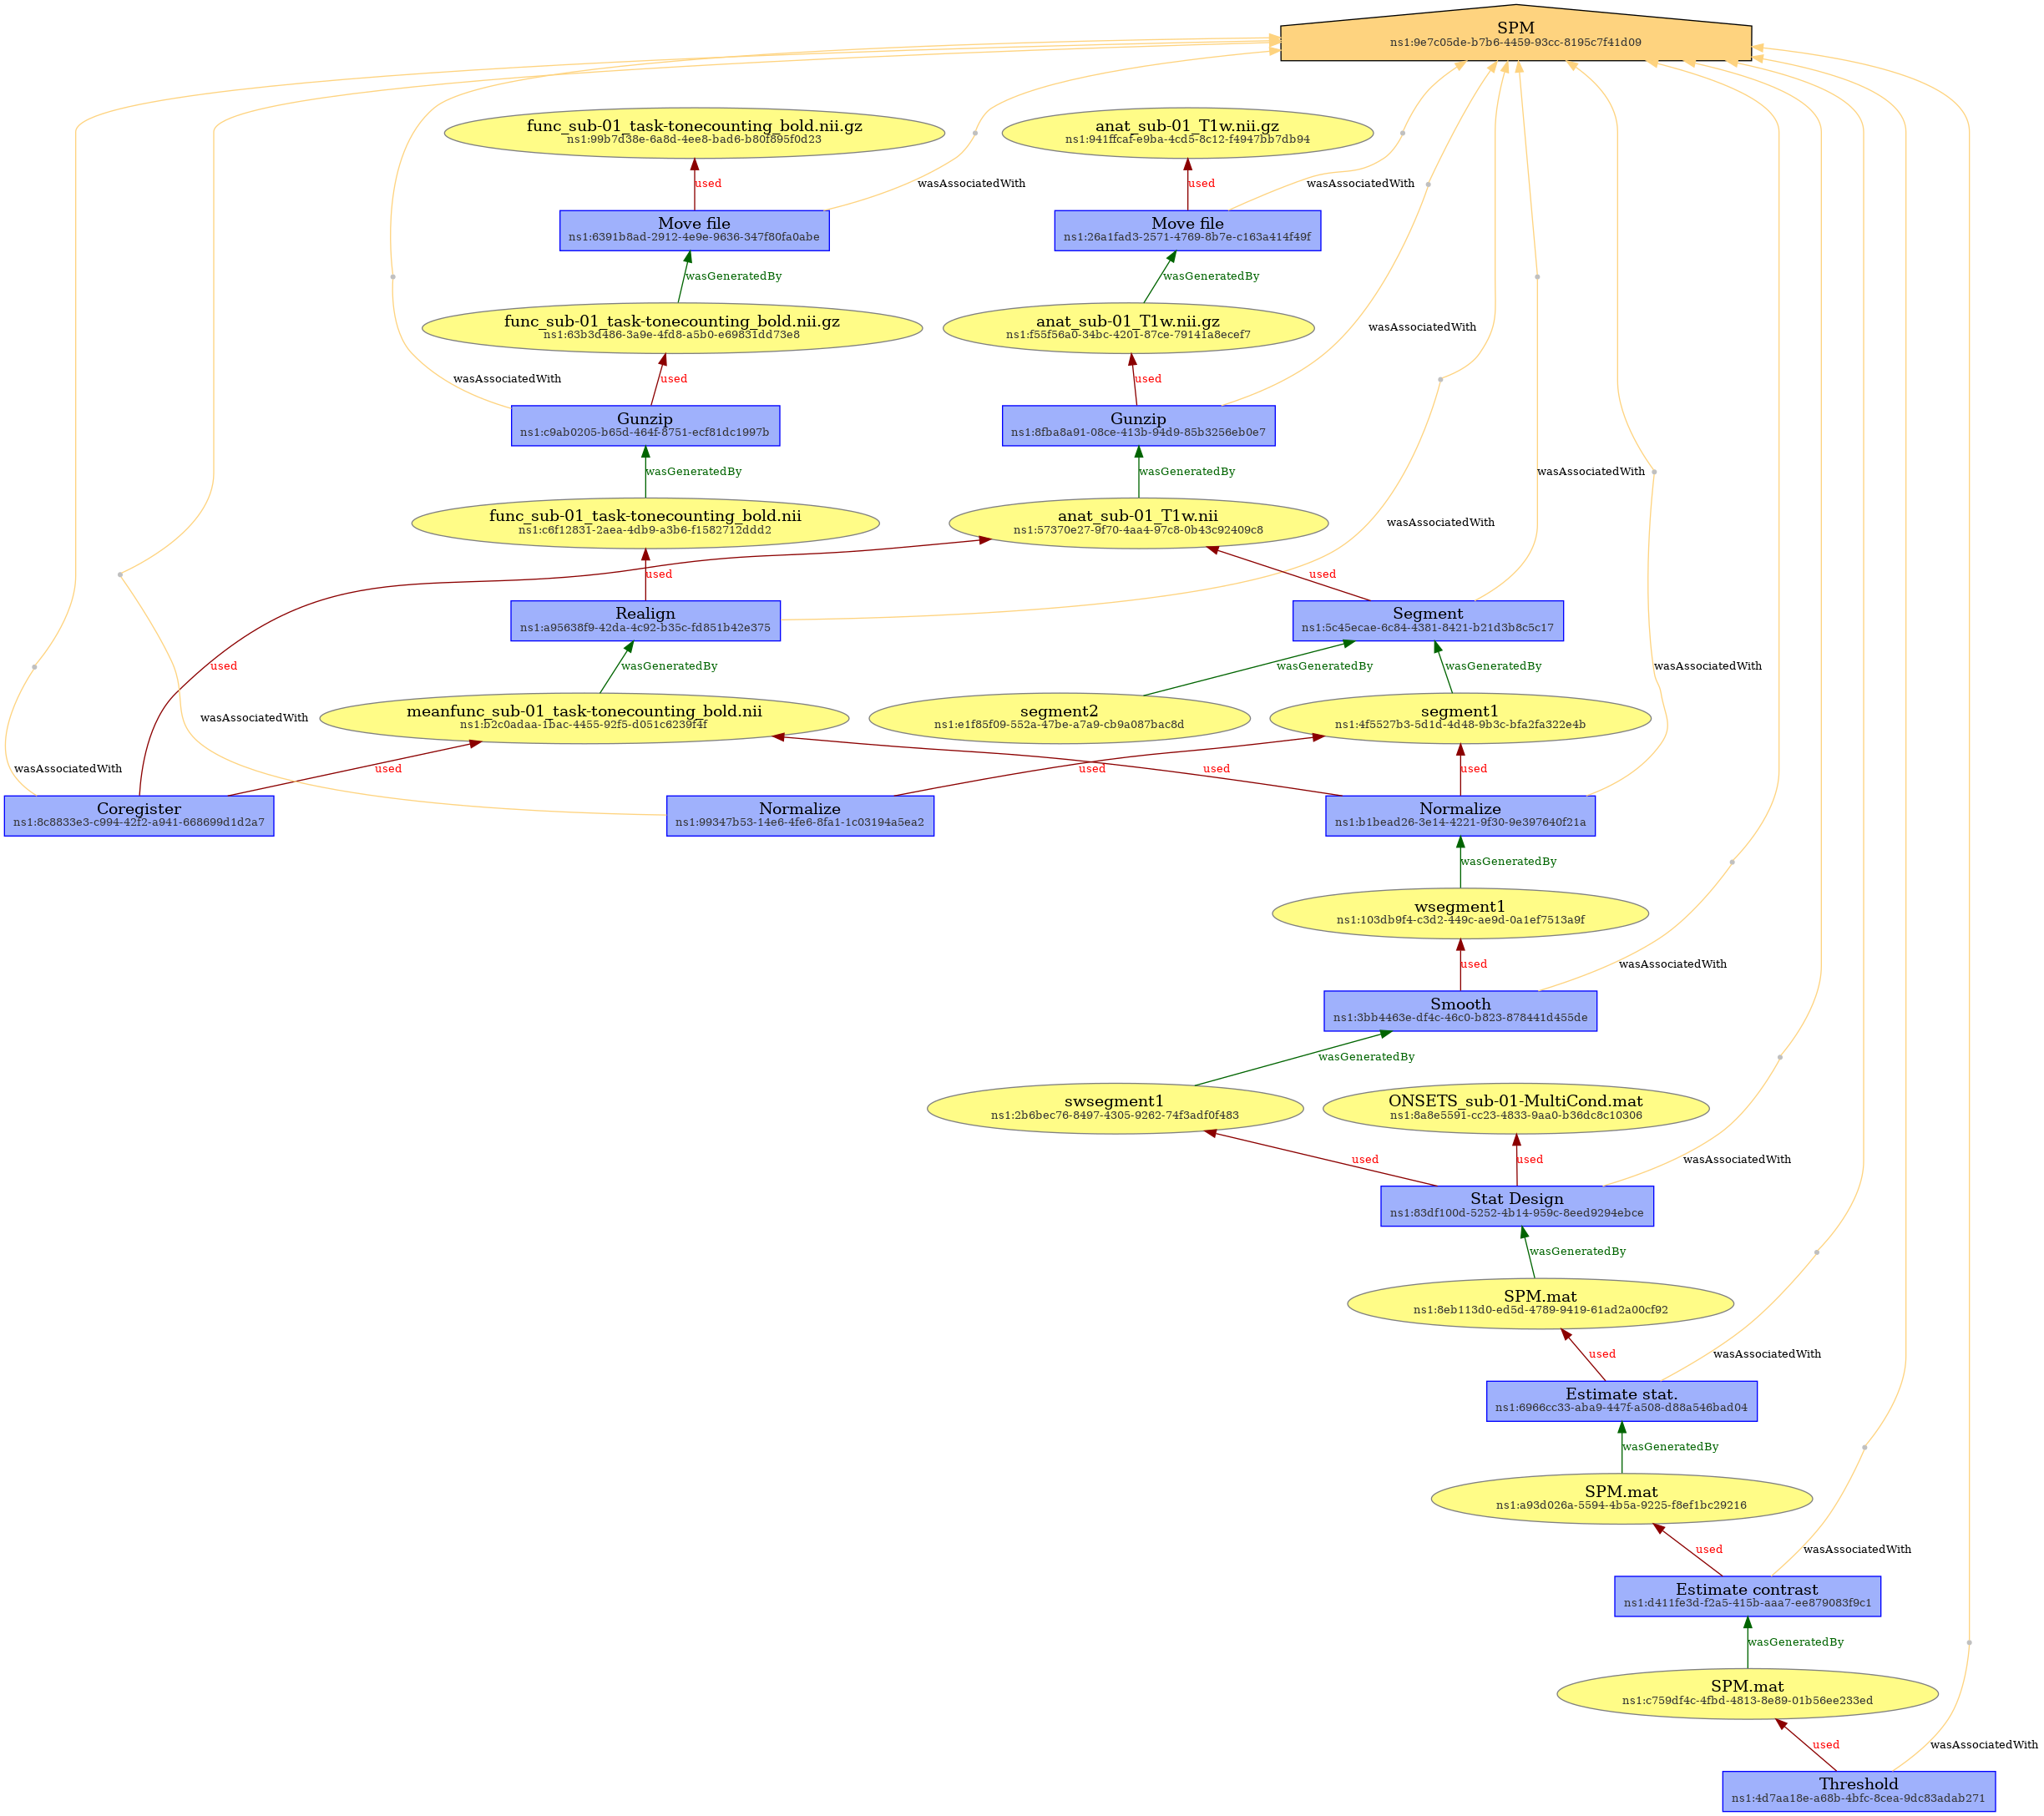 SPM
ns1:9e7c05de-b7b6-4459-93cc-8195c7f41d09
func_sub-01_task-tonecounting_bold.nii.gz
ns1:99b7d38e-6a8d-4ee8-bad6-b80f895f0d23
anat_sub-01_T1w.nii.gz
ns1:941ffcaf-e9ba-4cd5-8c12-f4947bb7db94
used
wasAssociatedWith
used
wasAssociatedWith
Move file
ns1:6391b8ad-2912-4e9e-9636-347f80fa0abe
Move file
ns1:26a1fad3-2571-4769-8b7e-c163a414f49f
wasGeneratedBy
wasGeneratedBy
func_sub-01_task-tonecounting_bold.nii.gz
ns1:63b3d486-3a9e-4fd8-a5b0-e69831dd73e8
anat_sub-01_T1w.nii.gz
ns1:f55f56a0-34bc-4201-87ce-79141a8ecef7
wasAssociatedWith
wasAssociatedWith
used
used
Gunzip
ns1:c9ab0205-b65d-464f-8751-ecf81dc1997b
Gunzip
ns1:8fba8a91-08ce-413b-94d9-85b3256eb0e7
wasGeneratedBy
wasGeneratedBy
wasAssociatedWith
func_sub-01_task-tonecounting_bold.nii
ns1:c6f12831-2aea-4db9-a3b6-f1582712ddd2
anat_sub-01_T1w.nii
ns1:57370e27-9f70-4aa4-97c8-0b43c92409c8
wasAssociatedWith
used
used
Realign
ns1:a95638f9-42da-4c92-b35c-fd851b42e375
Segment
ns1:5c45ecae-6c84-4381-8421-b21d3b8c5c17
used
wasGeneratedBy
wasGeneratedBy
wasGeneratedBy
wasAssociatedWith
meanfunc_sub-01_task-tonecounting_bold.nii
ns1:b2c0adaa-1bac-4455-92f5-d051c6239f4f
segment2
ns1:e1f85f09-552a-47be-a7a9-cb9a087bac8d
segment1
ns1:4f5527b3-5d1d-4d48-9b3c-bfa2fa322e4b
wasAssociatedWith
wasAssociatedWith
used
used
used
used
Coregister
ns1:8c8833e3-c994-42f2-a941-668699d1d2a7
Normalize
ns1:99347b53-14e6-4fe6-8fa1-1c03194a5ea2
Normalize
ns1:b1bead26-3e14-4221-9f30-9e397640f21a
wasGeneratedBy
wsegment1
ns1:103db9f4-c3d2-449c-ae9d-0a1ef7513a9f
used
wasAssociatedWith
Smooth
ns1:3bb4463e-df4c-46c0-b823-878441d455de
wasGeneratedBy
swsegment1
ns1:2b6bec76-8497-4305-9262-74f3adf0f483
ONSETS_sub-01-MultiCond.mat
ns1:8a8e5591-cc23-4833-9aa0-b36dc8c10306
used
used
wasAssociatedWith
Stat Design
ns1:83df100d-5252-4b14-959c-8eed9294ebce
wasGeneratedBy
SPM.mat
ns1:8eb113d0-ed5d-4789-9419-61ad2a00cf92
used
wasAssociatedWith
Estimate stat.
ns1:6966cc33-aba9-447f-a508-d88a546bad04
wasGeneratedBy
SPM.mat
ns1:a93d026a-5594-4b5a-9225-f8ef1bc29216
used
wasAssociatedWith
Estimate contrast
ns1:d411fe3d-f2a5-415b-aaa7-ee879083f9c1
wasGeneratedBy
SPM.mat
ns1:c759df4c-4fbd-4813-8e89-01b56ee233ed
used
wasAssociatedWith
Threshold
ns1:4d7aa18e-a68b-4bfc-8cea-9dc83adab271